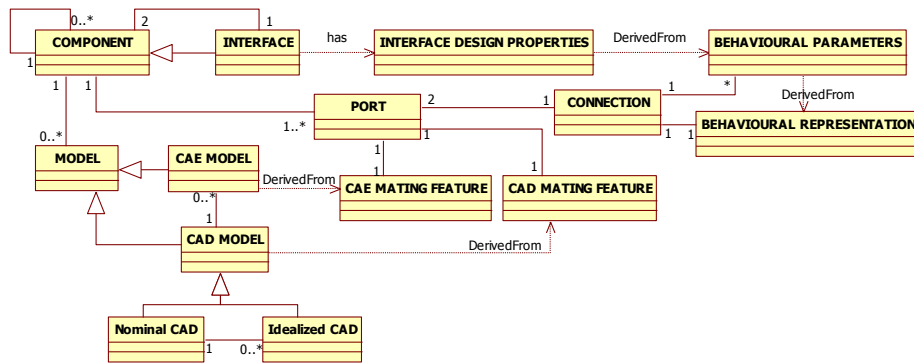 0..*
2
1
COMPONENT
INTERFACE
has
INTERFACE DESIGN PROPERTIES
DerivedFrom
BEHAVIOURAL PARAMETERS
1
1
1
1
*
DerivedFrom
PORT
2
1
CONNECTION
1..*
1
1
BEHAVIOURAL REPRESENTATION
0..*
1
1
MODEL
CAE MODEL
DerivedFrom
1
1
CAE MATING FEATURE
CAD MATING FEATURE
0..*
1
CAD MODEL
DerivedFrom
Nominal CAD
1
0..*
Idealized CAD